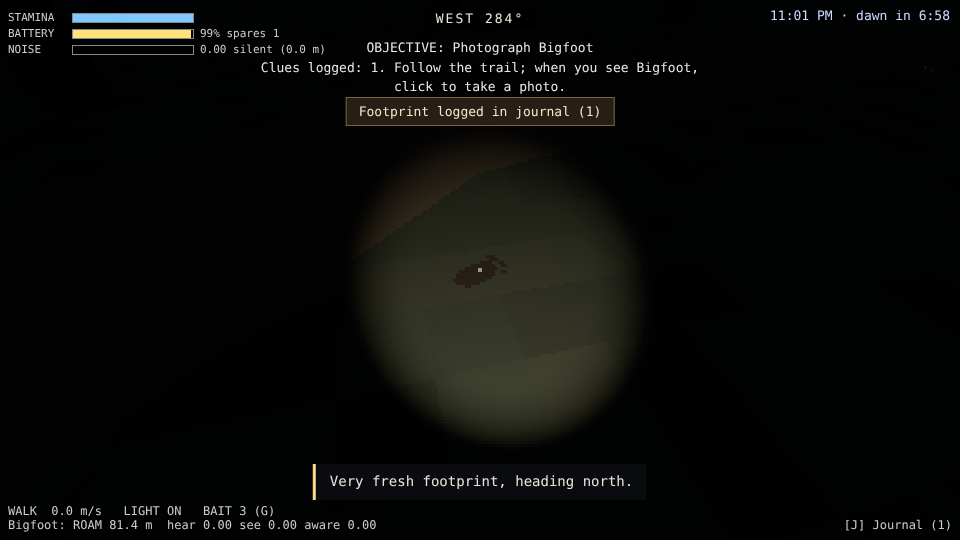 STAMINA
BATTERY 99% spares 1
NOISE 0.00 silent (0.0 m)
WEST 284°
11:01 PM · dawn in 6:58
OBJECTIVE: Photograph Bigfoot
Clues logged: 1. Follow the trail; when you see Bigfoot,
click to take a photo.
Footprint logged in journal (1)
Very fresh footprint, heading north.
WALK 0.0 m/s LIGHT ON BAIT 3 (G)
Bigfoot: ROAM 81.4 m hear 0.00 see 0.00 aware 0.00
[J] Journal (1)